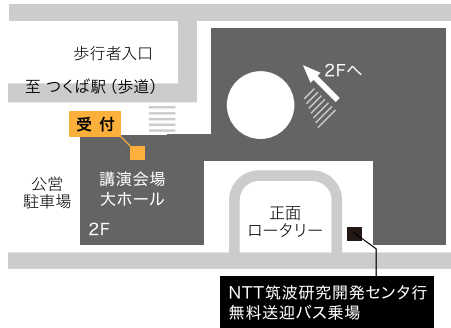 歩行者入口
2Fへ
至 つくば駅（歩道）
受付
公営
駐車場
講演会場
大ホール
2F
正面
ロータリー
NTT筑波研究開発センタ行
無料送迎バス乗場